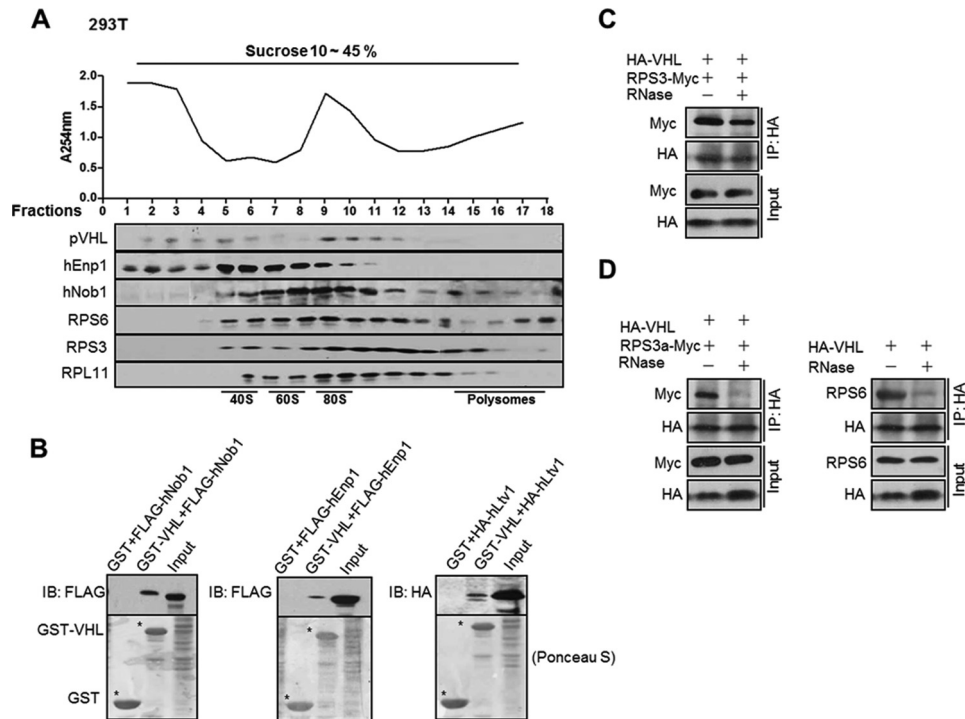 A
293T
Sucrose 10 ~ 45 %
A254nm
2.0
1.5
1.0
0.5
0.0
Fractions 0 1 2 3 4 5 6 7 8 9 10 11 12 13 14 15 16 17 18
pVHL
hEnp1
hNob1
RPS6
RPS3
RPL11
40S 60S 80S Polysomes
B
GST+FLAG-hNob1
GST-VHL+FLAG-hNob1
Input
IB: FLAG
GST-VHL
*
GST
*
GST+FLAG-hEnp1
GST-VHL+FLAG-hEnp1
Input
IB: FLAG
*
*
GST+HA-hLtv1
GST-VHL+HA-hLtv1
Input
IB: HA
*
*
(Ponceau S)
C
HA-VHL + +
RPS3-Myc + +
RNase − +
Myc
HA
IP: HA
Myc
HA
Input
D
HA-VHL + +
RPS3a-Myc + +
RNase − +
Myc
HA
IP: HA
Myc
HA
Input
HA-VHL + +
RNase − +
RPS6
HA
IP: HA
RPS6
HA
Input